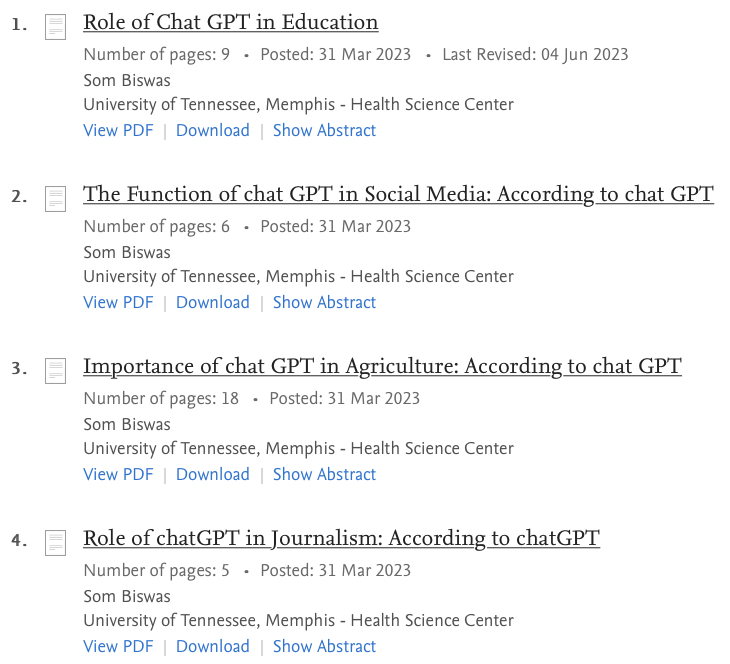 1. Role of Chat GPT in Education
Number of pages: 9 • Posted: 31 Mar 2023 • Last Revised: 04 Jun 2023
Som Biswas
University of Tennessee, Memphis - Health Science Center
View PDF | Download | Show Abstract
2. The Function of chat GPT in Social Media: According to chat GPT
Number of pages: 6 • Posted: 31 Mar 2023
Som Biswas
University of Tennessee, Memphis - Health Science Center
View PDF | Download | Show Abstract
3. Importance of chat GPT in Agriculture: According to chat GPT
Number of pages: 18 • Posted: 31 Mar 2023
Som Biswas
University of Tennessee, Memphis - Health Science Center
View PDF | Download | Show Abstract
4. Role of chatGPT in Journalism: According to chatGPT
Number of pages: 5 • Posted: 31 Mar 2023
Som Biswas
University of Tennessee, Memphis - Health Science Center
View PDF | Download | Show Abstract